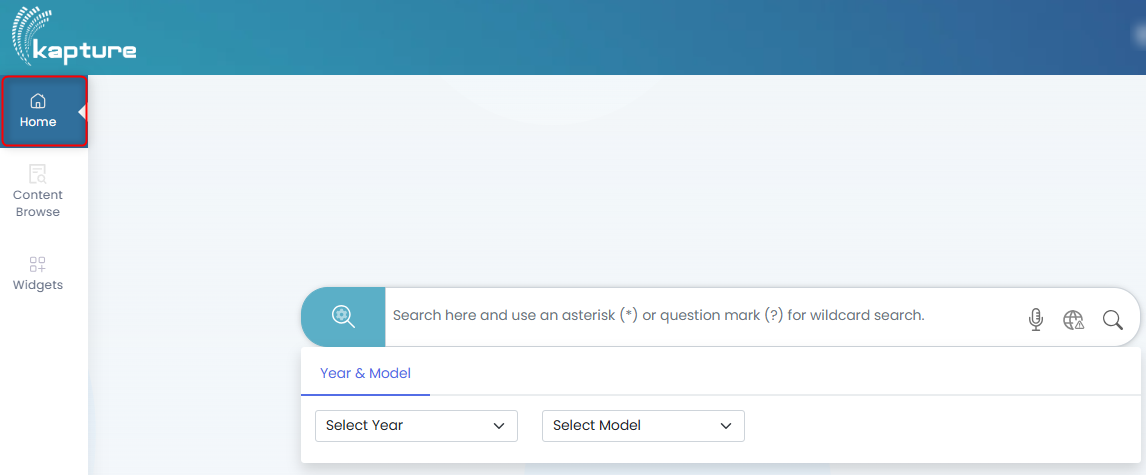 kapture
Home
Content
Browse
Widgets
Search here and use an asterisk (*) or question mark (?) for wildcard search.
Year & Model
Select Year
Select Model